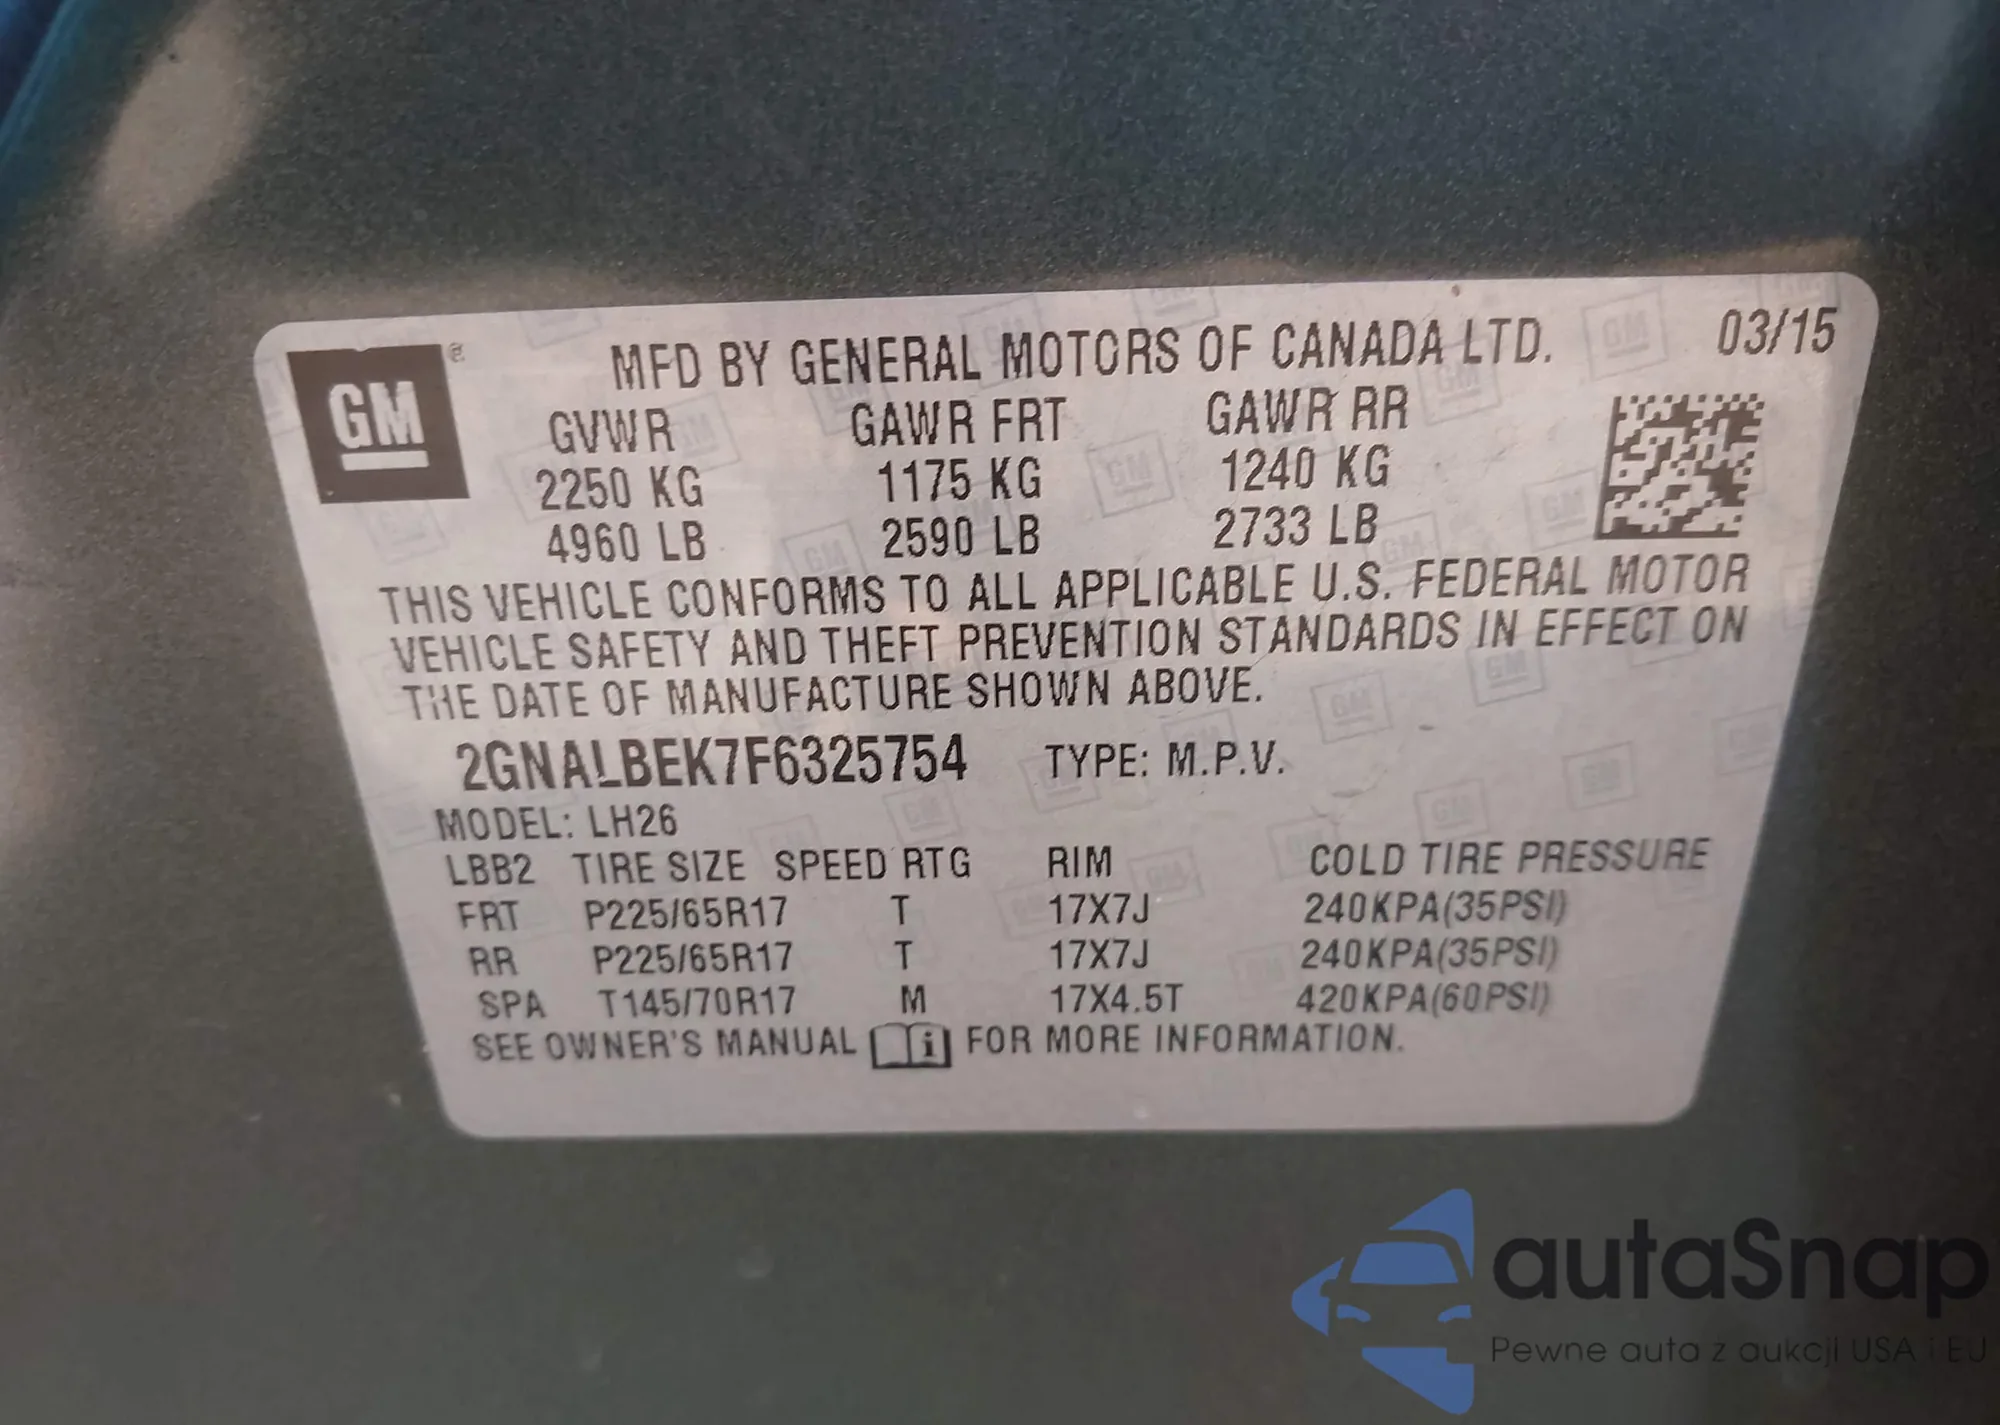 GM ®
MFD BY GENERAL MOTORS OF CANADA LTD. 03/15
GVWR GAWR FRT GAWR RR
2250 KG 1175 KG 1240 KG
4960 LB 2590 LB 2733 LB
THIS VEHICLE CONFORMS TO ALL APPLICABLE U.S. FEDERAL MOTOR
VEHICLE SAFETY AND THEFT PREVENTION STANDARDS IN EFFECT ON
THE DATE OF MANUFACTURE SHOWN ABOVE.
2GNALBEK7F6325754 TYPE: M.P.V.
MODEL: LH26
LBB2 TIRE SIZE SPEED RTG RIM COLD TIRE PRESSURE
FRT P225/65R17 T 17X7J 240KPA(35PSI)
RR P225/65R17 T 17X7J 240KPA(35PSI)
SPA T145/70R17 M 17X4.5T 420KPA(60PSI)
SEE OWNER'S MANUAL i FOR MORE INFORMATION.
autaSnap
Pewne auta z aukcji USA i EU